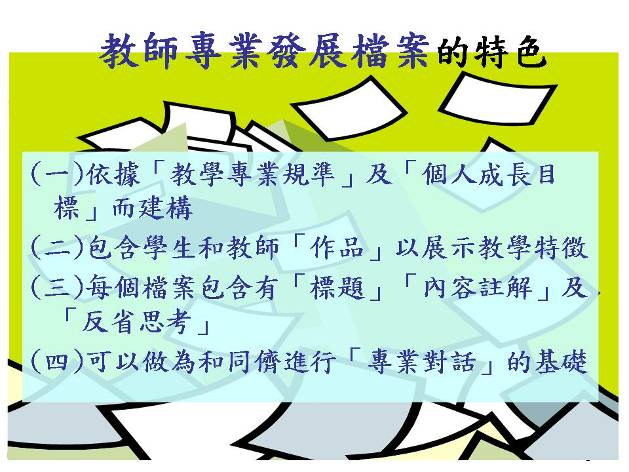 教師專業發展檔案的特色
(一)依據「教學專業規準」及「個人成長目
標」而建構
(二)包含學生和教師「作品」以展示教學特徵
(三)每個檔案包含有「標題」「內容註解」及
「反省思考」
(四)可以做為和同儕進行「專業對話」的基礎